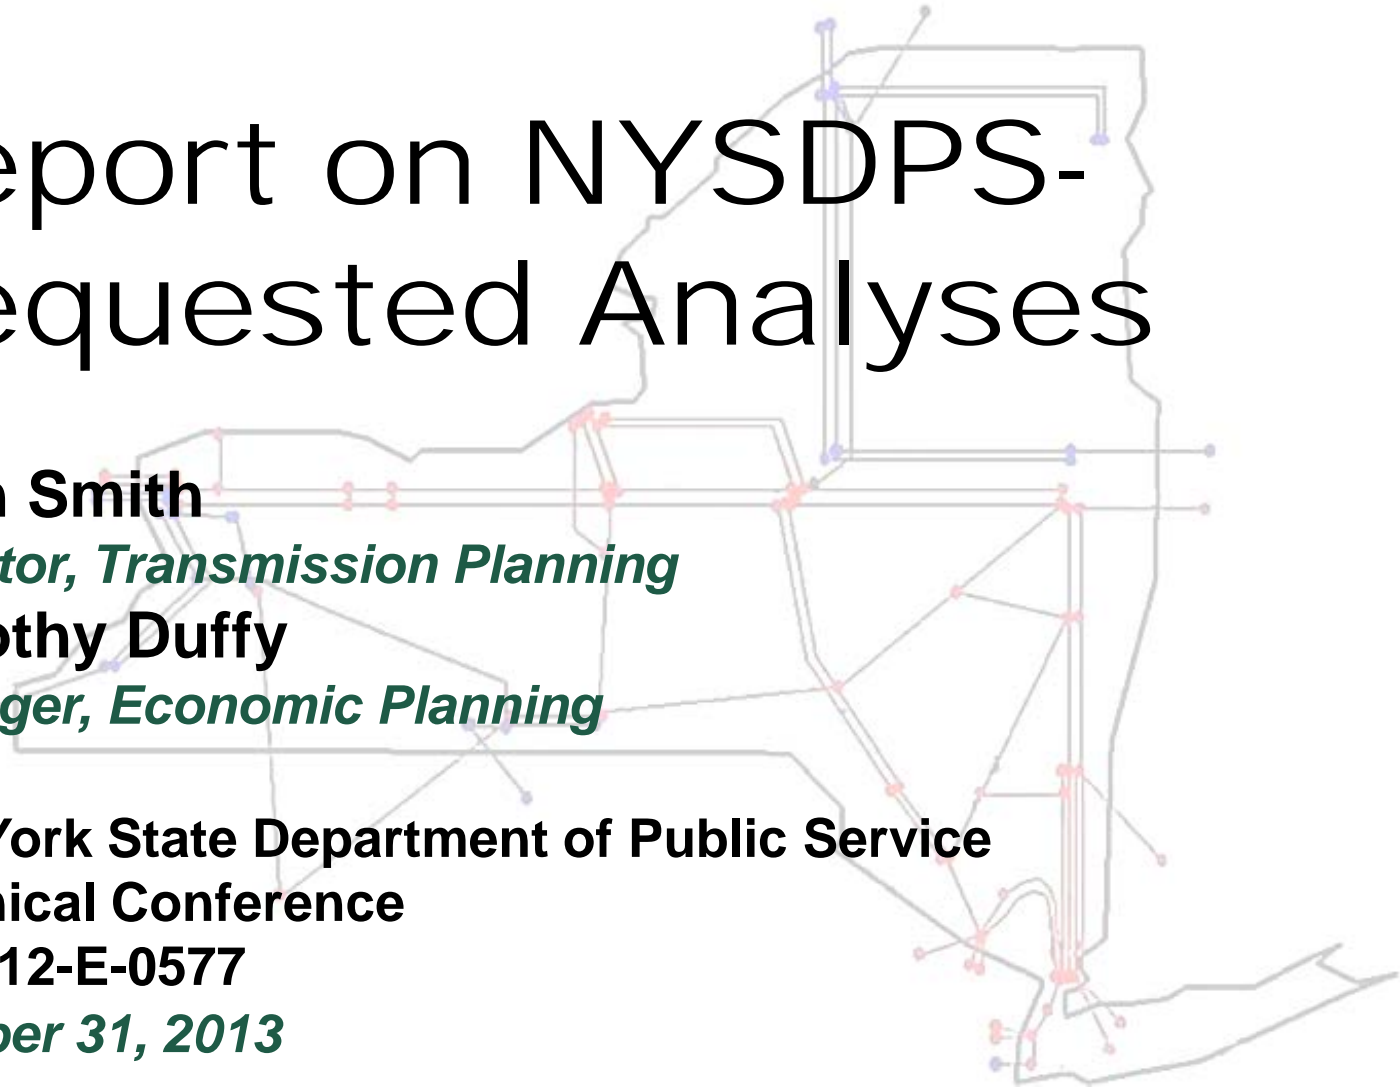 eport on NYSDPS-
equested Analyses
n Smith
tor, Transmission Planning
othy Duffy
ger, Economic Planning
York State Department of Public Service
nical Conference
12-E-0577
ber 31, 2013